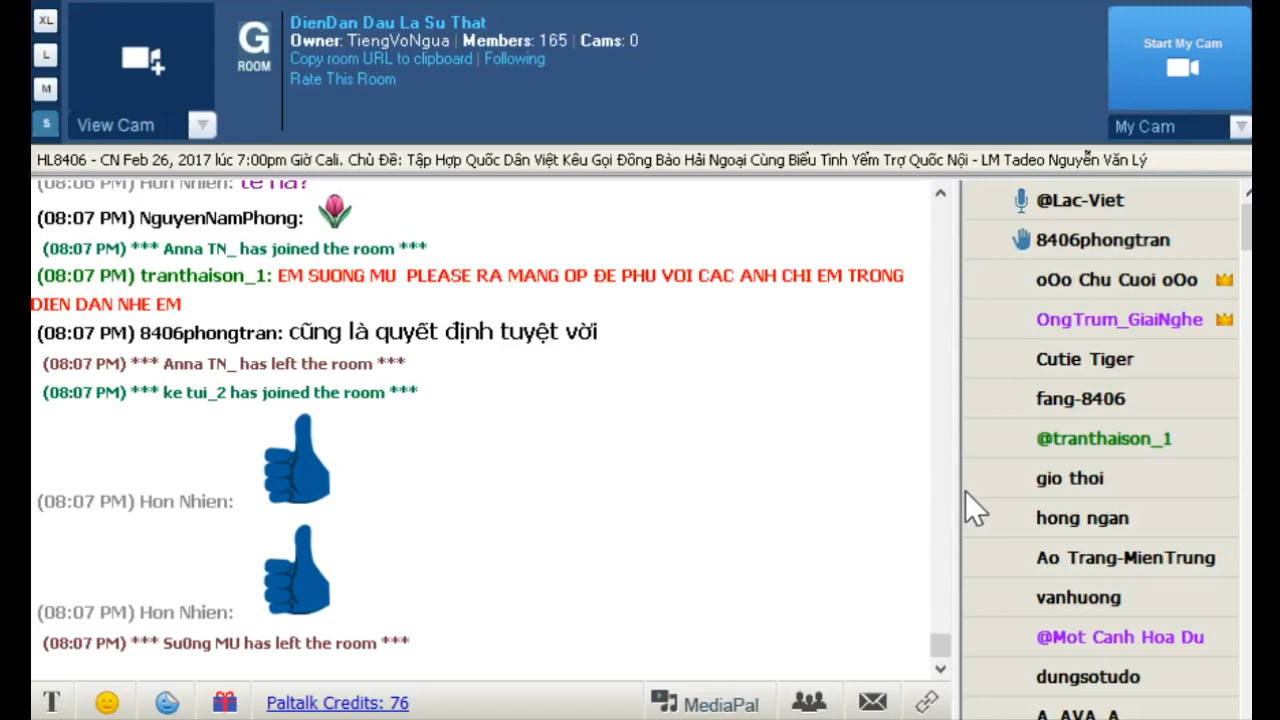 XL
L
M
S
View Cam
G
ROOM
DienDan Dau La Su That
Owner: TiengVoNgua | Members: 165 | Cams: 0
Copy room URL to clipboard | Following
Rate This Room
Start My Cam
My Cam
HL8406 - CN Feb 26, 2017 lúc 7:00pm Giờ Cali. Chủ Đề: Tập Hợp Quốc Dân Việt Kêu Gọi Đồng Bào Hải Ngoại Cùng Biểu Tình Yểm Trợ Quốc Nội - LM Tadeo Nguyễn Văn Lý
(08:06 PM) Hon Nhien:
(08:07 PM) NguyenNamPhong:
(08:07 PM) *** Anna TN_ has joined the room ***
(08:07 PM) tranthaison_1: EM SUONG MU PLEASE RA MANG OP ĐE PHU VOI CAC ANH CHI EM TRONG
DIEN DAN NHE EM
(08:07 PM) 8406phongtran: cũng là quyết định tuyệt vời
(08:07 PM) *** Anna TN_ has left the room ***
(08:07 PM) *** ke tui_2 has joined the room ***
(08:07 PM) Hon Nhien:
(08:07 PM) Hon Nhien:
(08:07 PM) *** Su0ng MU has left the room ***
@Lac-Viet
8406phongtran
oOo Chu Cuoi oOo
OngTrum_GiaiNghe
Cutie Tiger
fang-8406
@tranthaison_1
gio thoi
hong ngan
Ao Trang-MienTrung
vanhuong
@Mot Canh Hoa Du
dungsotudo
A_AVA_A
T
Paltalk Credits: 76
MediaPal